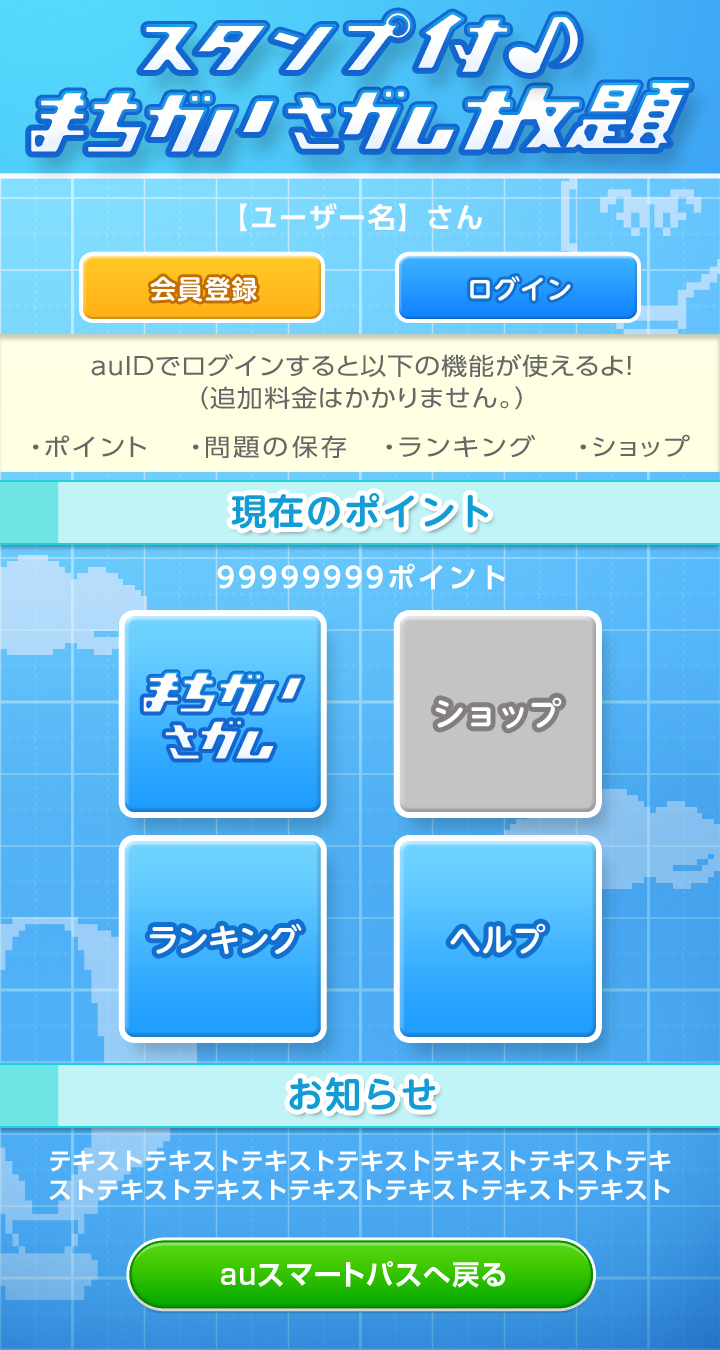 スタンプ付♪
まちがいさがし放題
【ユーザー名】さん
会員登録
ログイン
auIDでログインすると以下の機能が使えるよ!
(追加料金はかかりません。)
・ポイント ・問題の保存 ・ランキング ・ショップ
現在のポイント
99999999ポイント
まちがい
さがし
ショップ
ランキング
ヘルプ
お知らせ
テキストテキストテキストテキストテキストテキストテキ
ストテキストテキストテキストテキストテキストテキスト
auスマートパスへ戻る